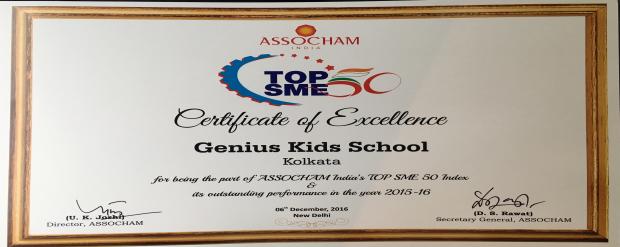 ASSOCHAM
INDIA
TOP
SME 50
Certificate of Excellence
Genius Kids School
Kolkata
for being the part of ASSOCHAM India's TOP SME 50 Index
&
its outstanding performance in the year 2015-16
06th December, 2016
New Delhi
(U. K. Joshi)
Director, ASSOCHAM
(D. S. Rawat)
Secretary General, ASSOCHAM